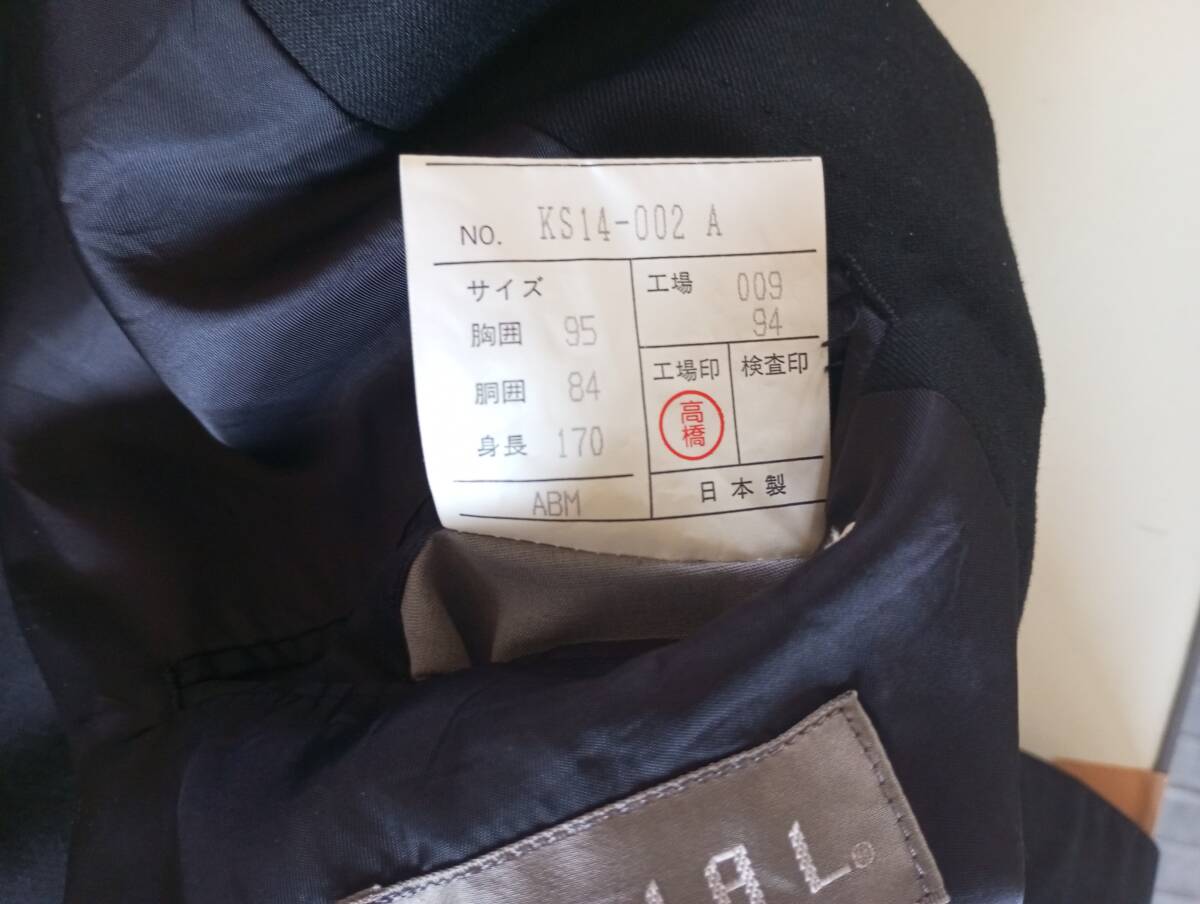 NO. KS14-002 A
サイズ
胸囲 95
胴囲 84
身長 170
ABM
工場 009
94
工場印
高橋
検査印
日本製
AL®